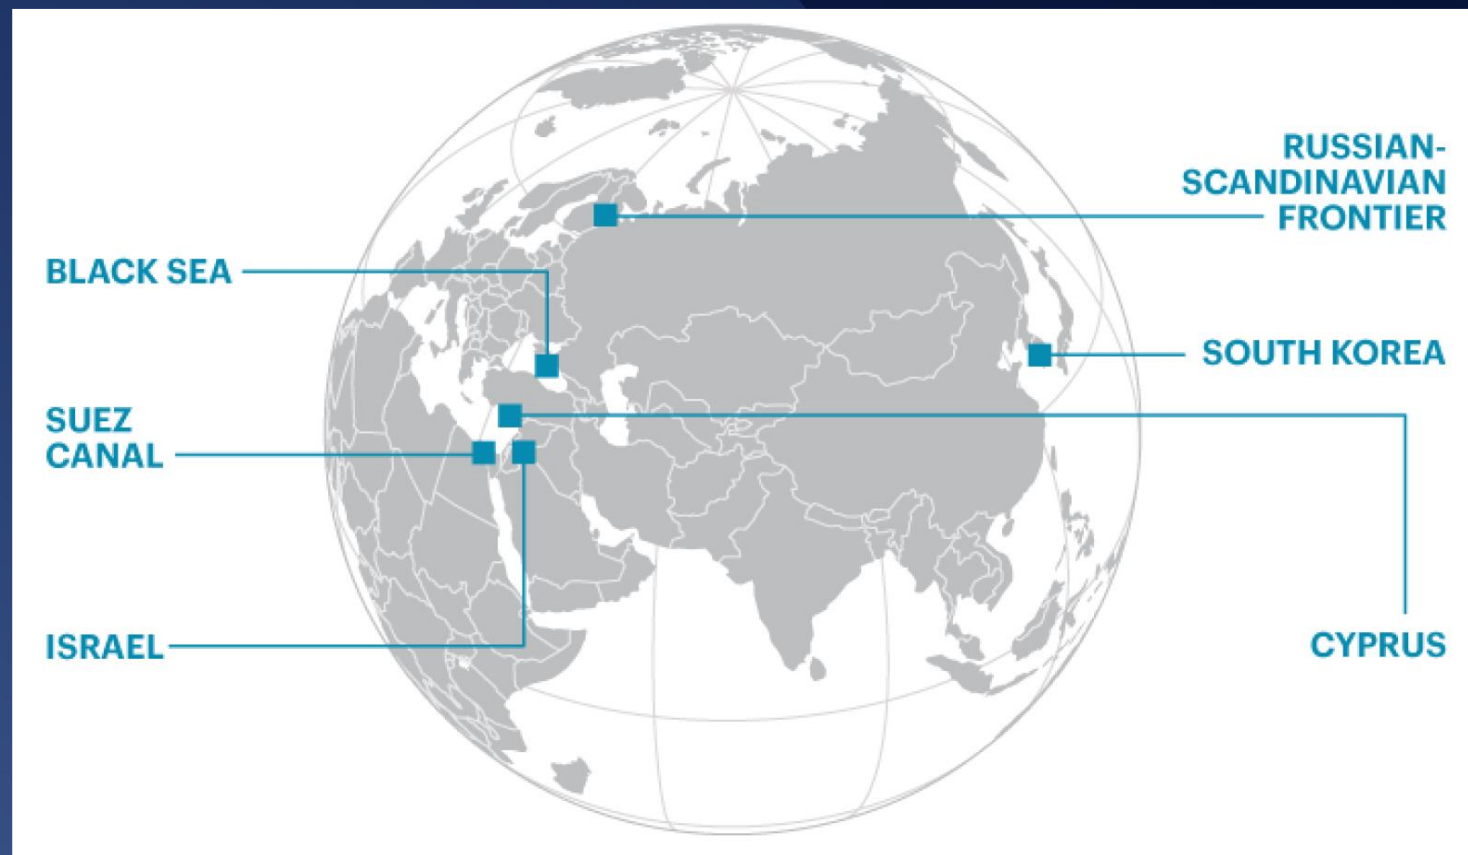 RUSSIAN-
SCANDINAVIAN
FRONTIER
BLACK SEA
SOUTH KOREA
SUEZ
CANAL
ISRAEL
CYPRUS